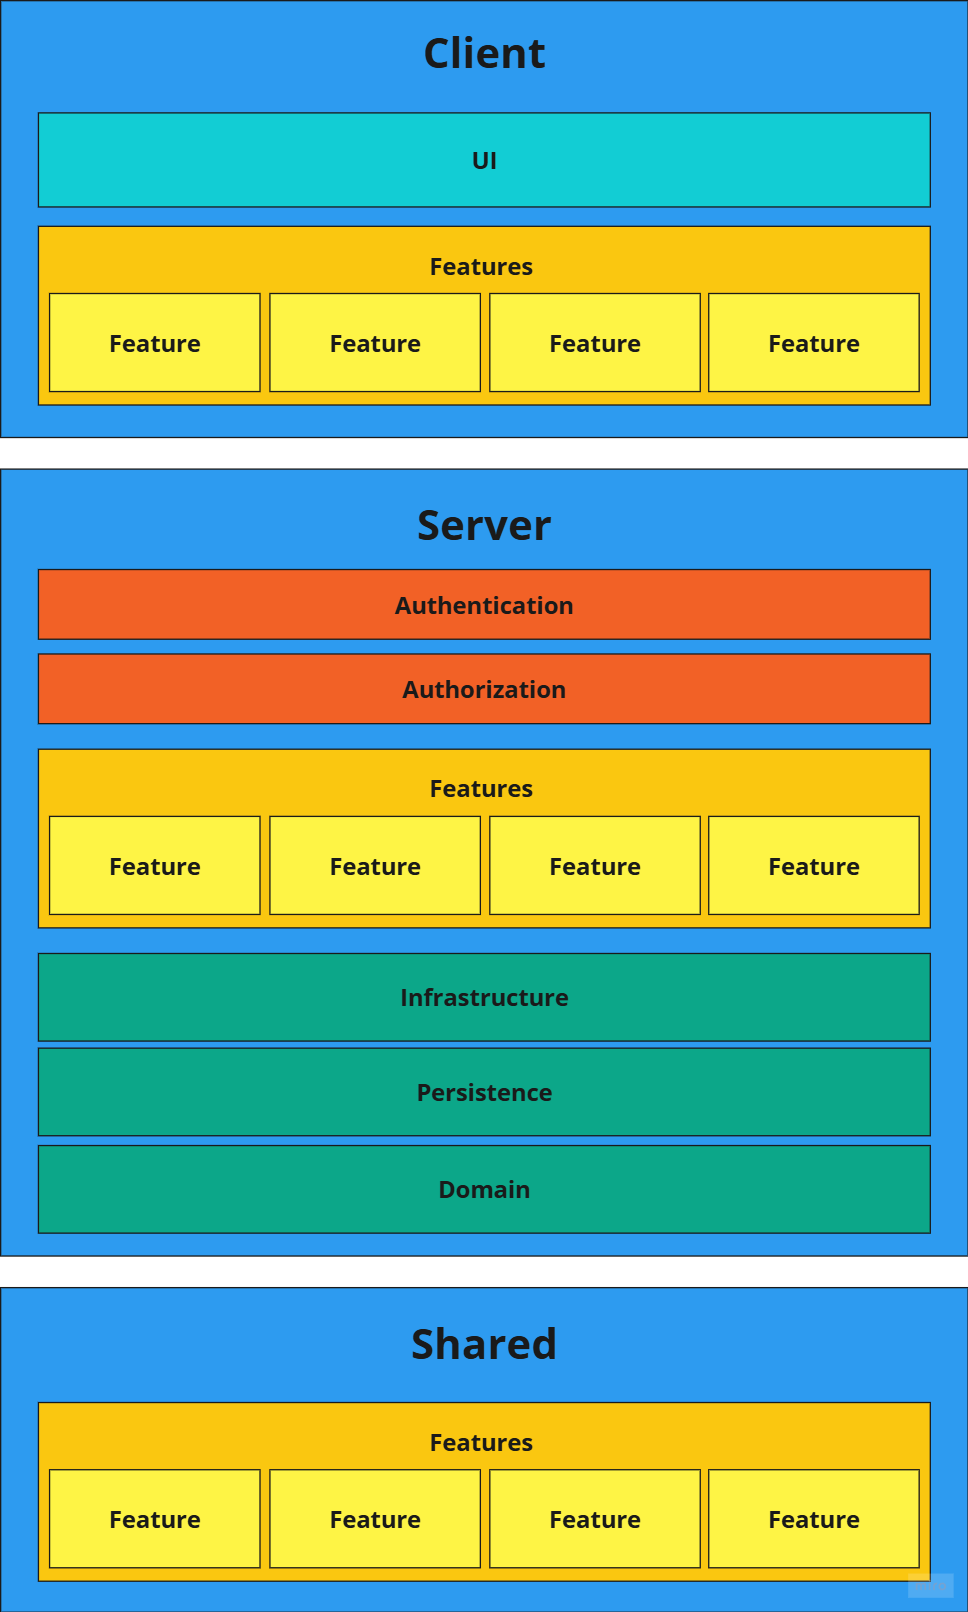 Client
UI
Features
Feature Feature Feature Feature
Server
Authentication
Authorization
Features
Feature Feature Feature Feature
Infrastructure
Persistence
Domain
Shared
Features
Feature Feature Feature Feature